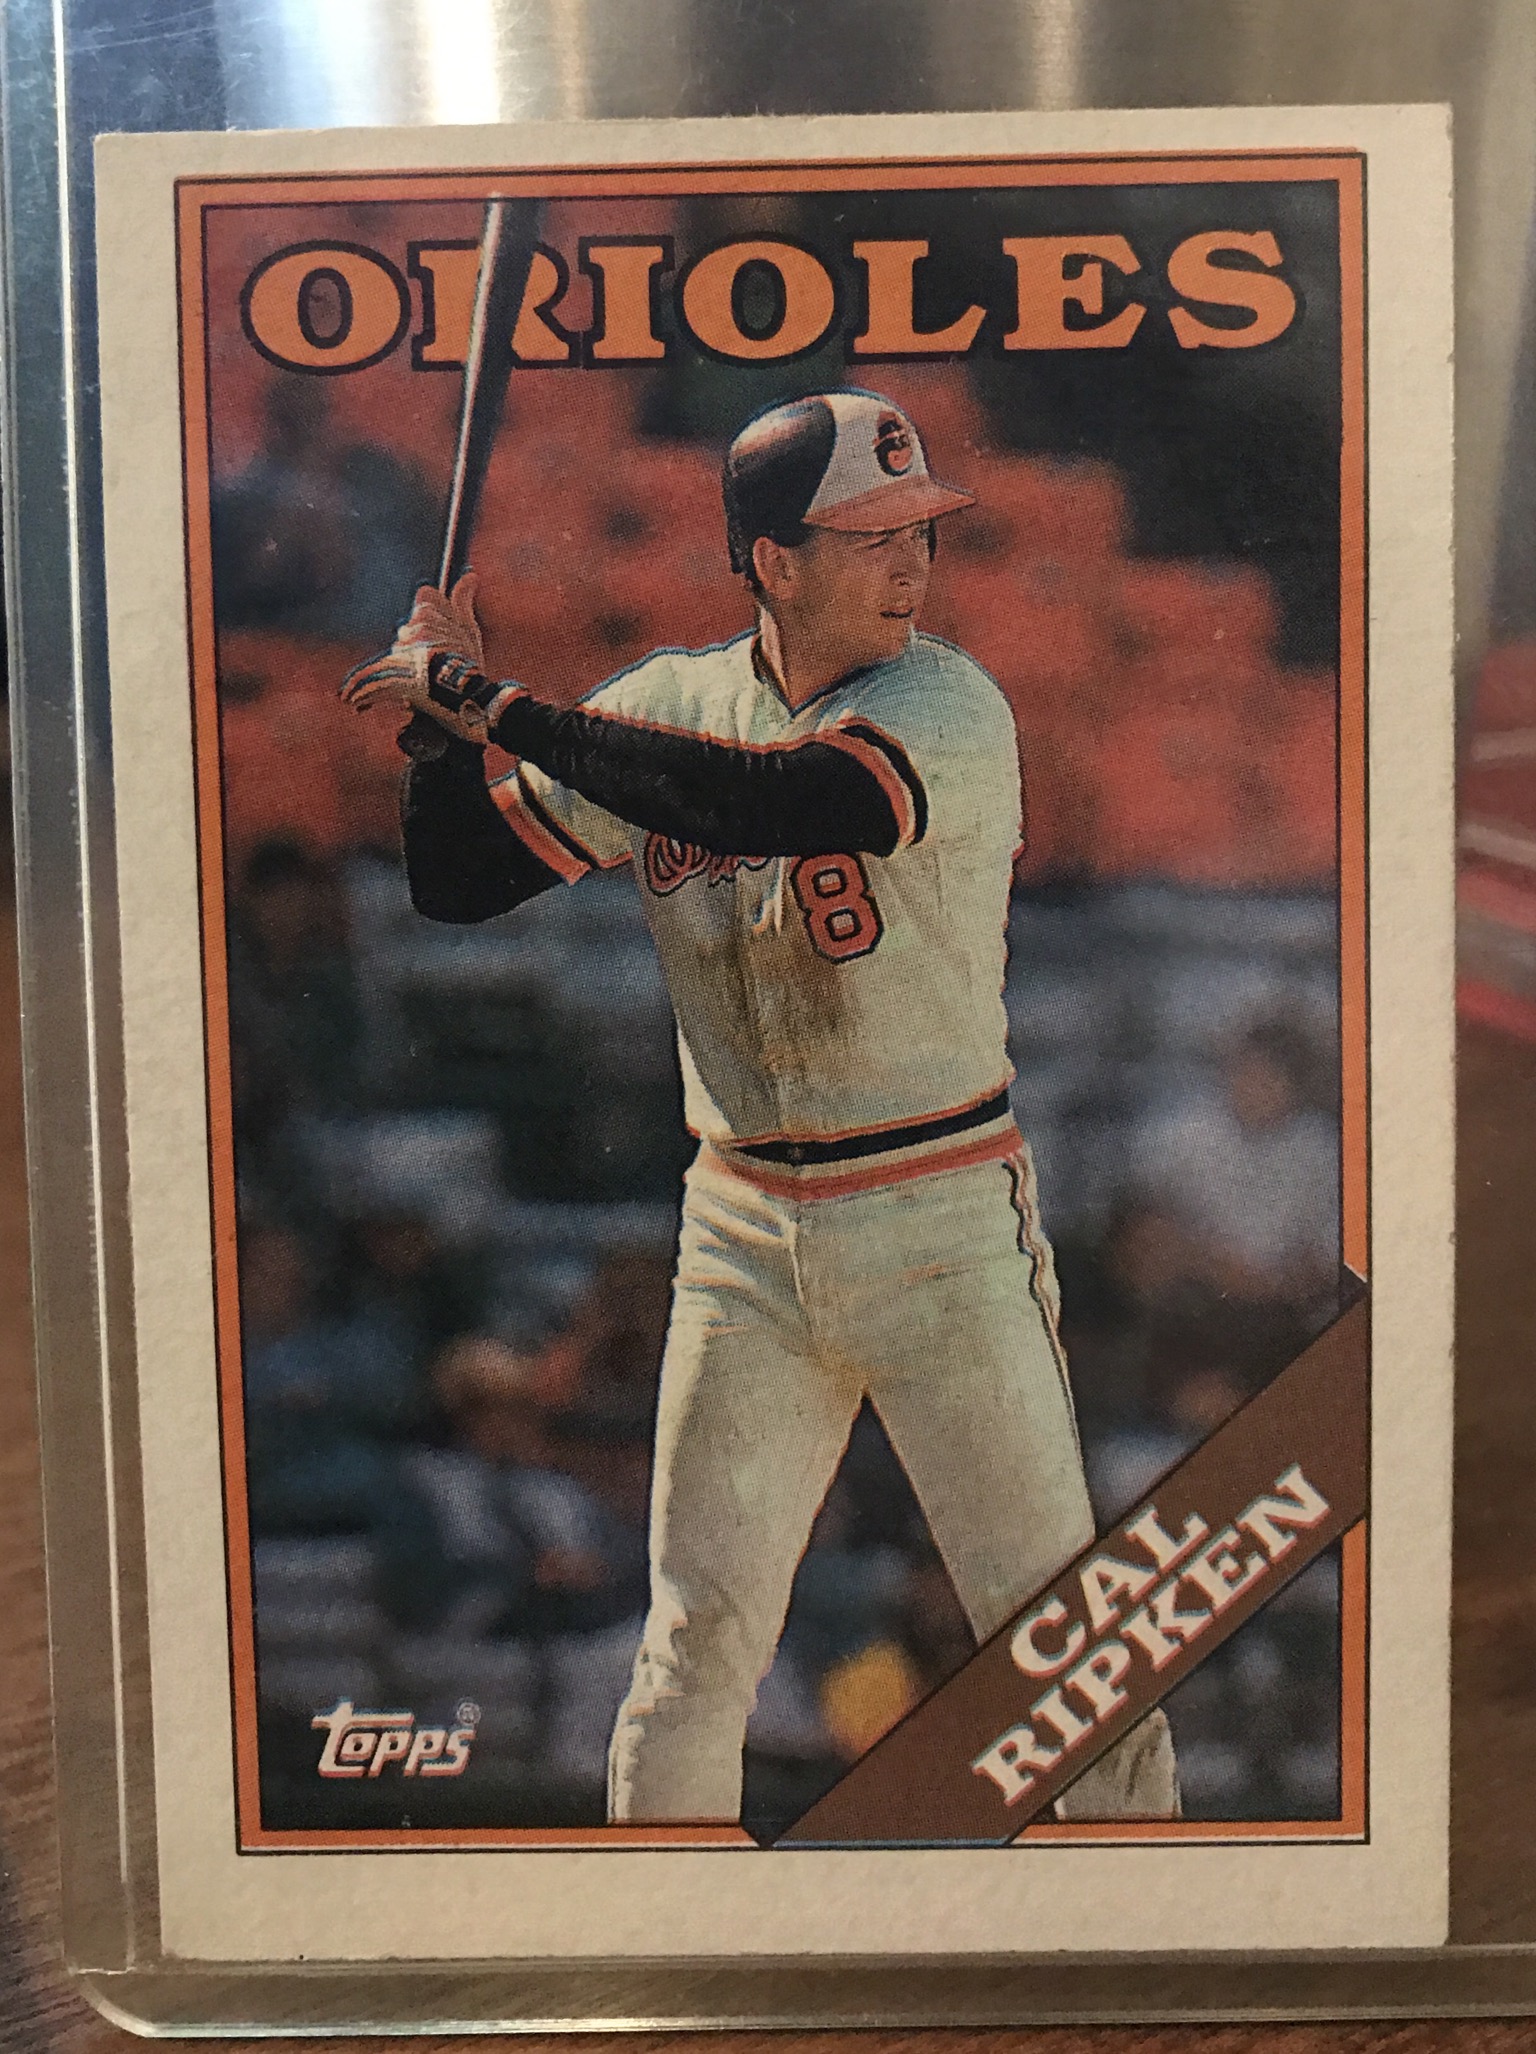 ORIOLES
8
CAL
RIPKEN
topps®